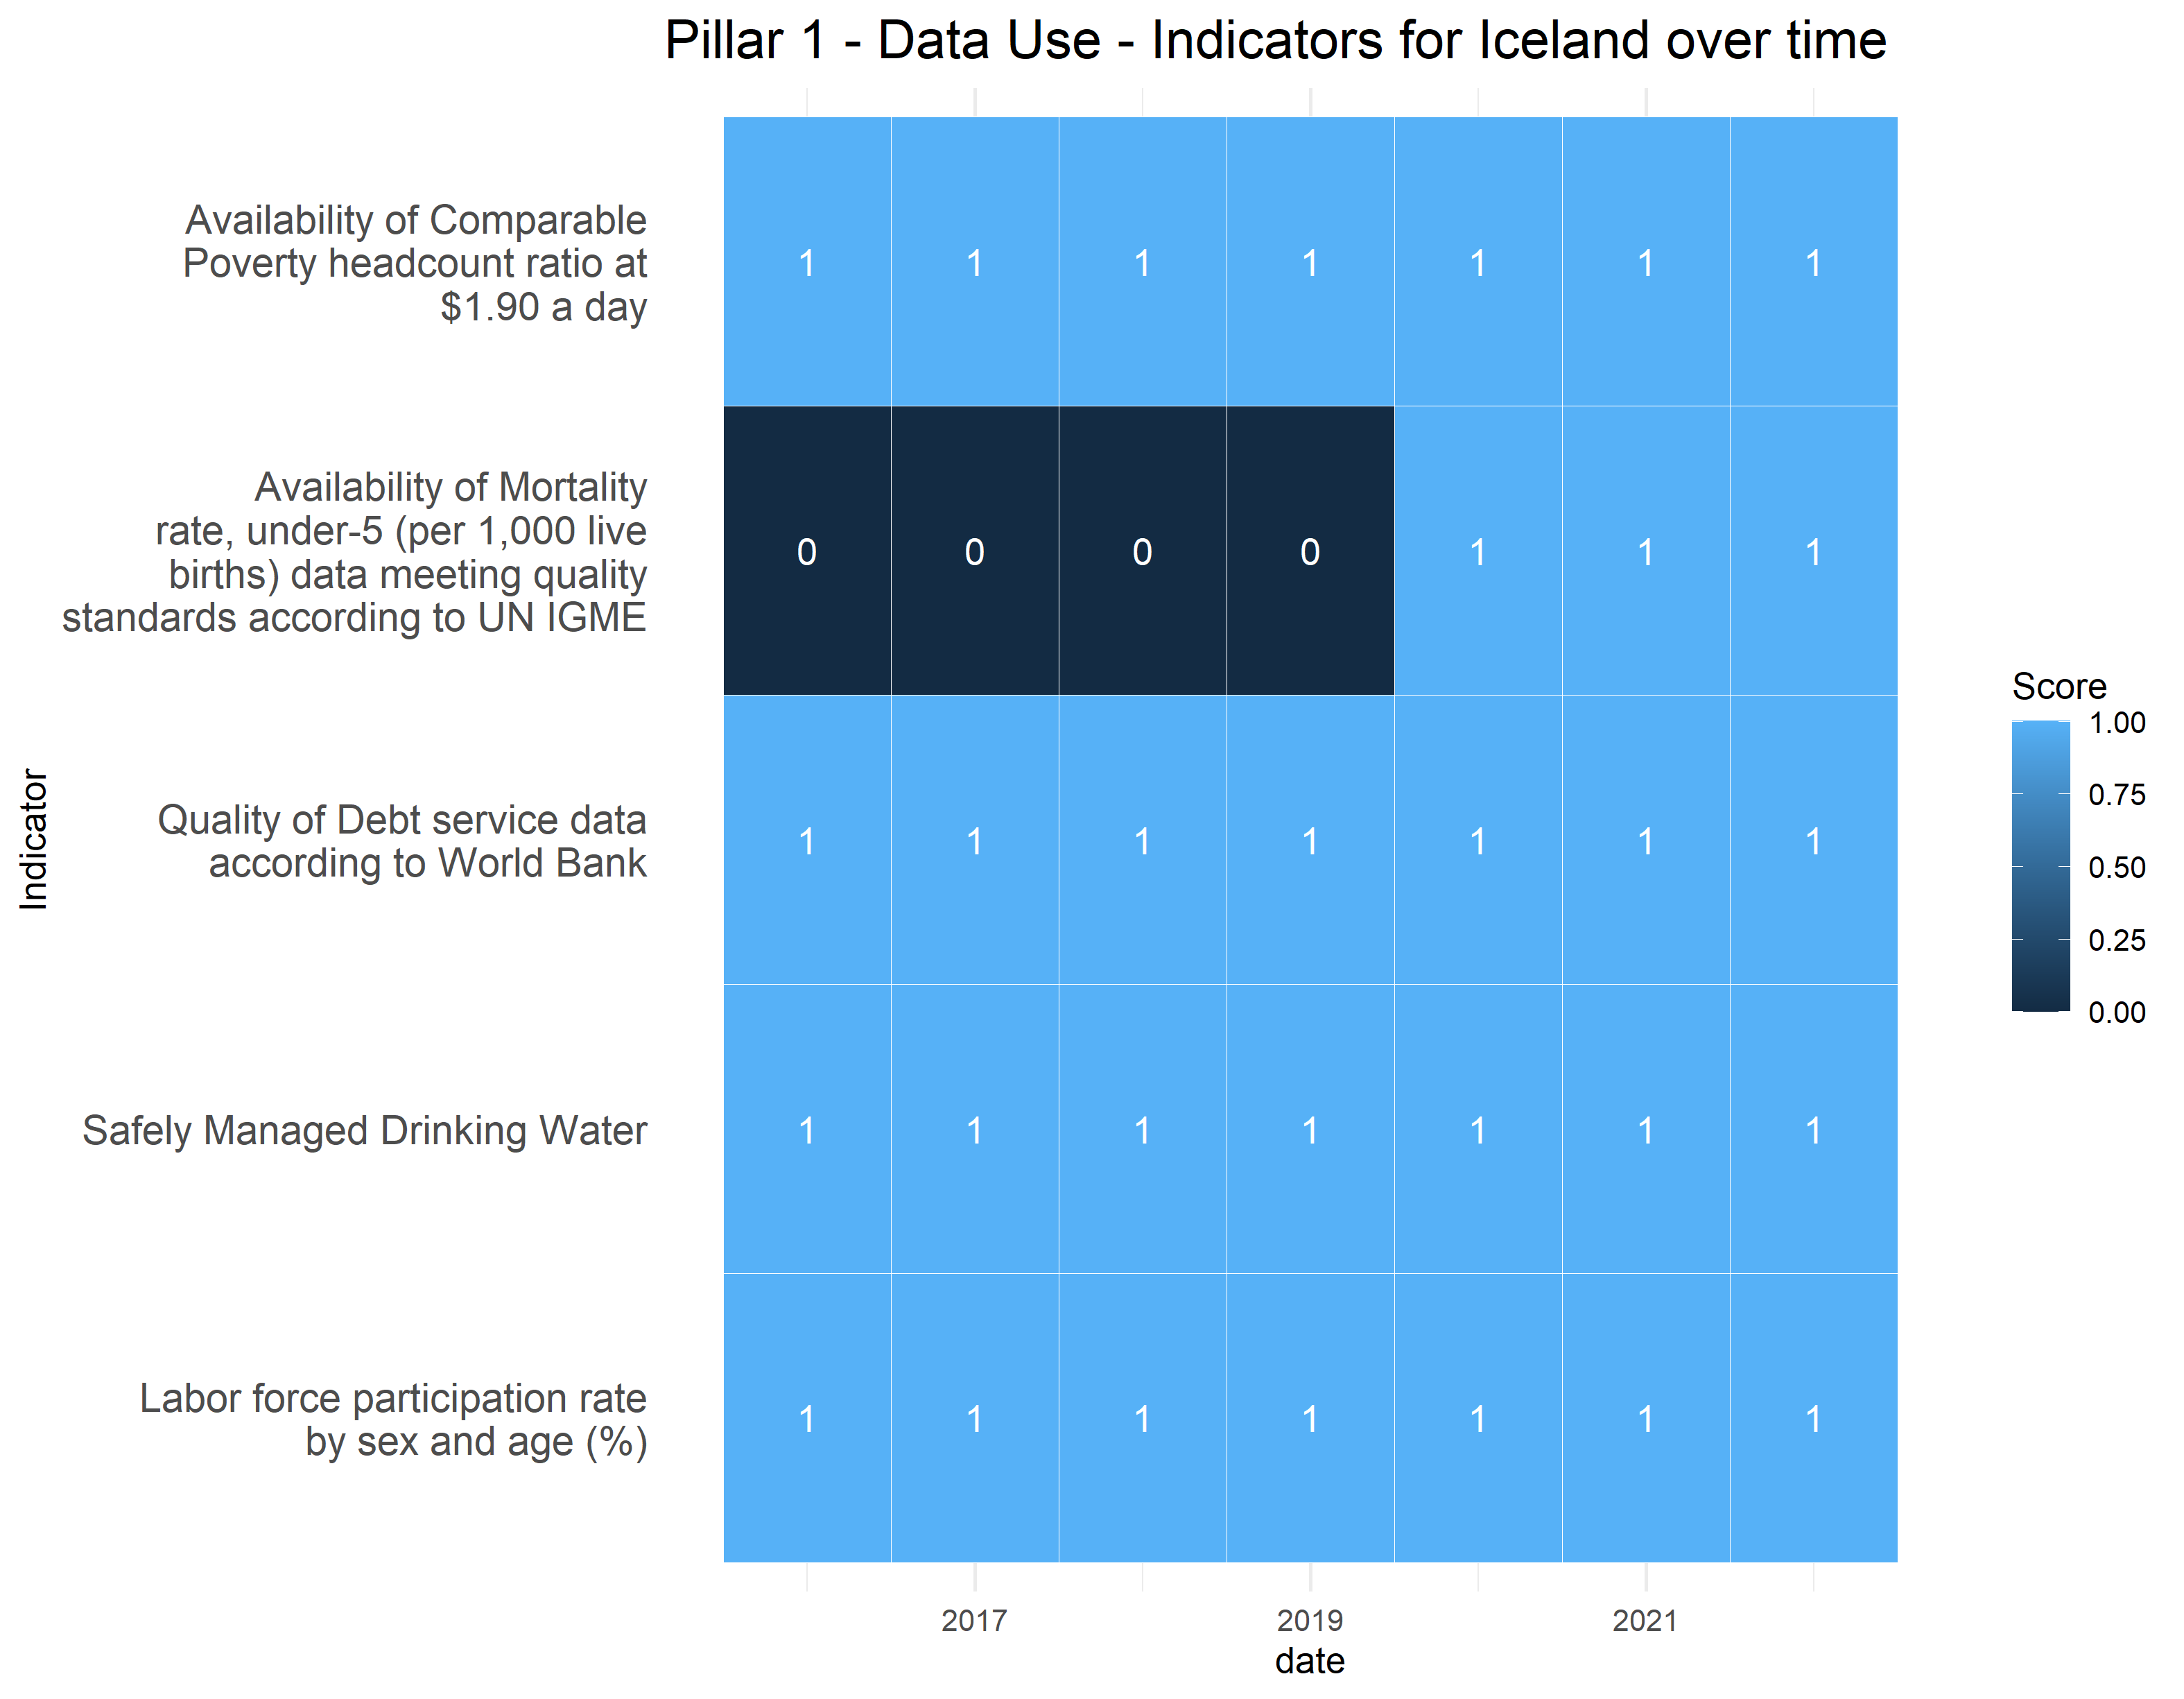 Pillar 1 - Data Use - Indicators for Iceland over time
Availability of Comparable
Poverty headcount ratio at
$1.90 a day
1 1 1 1 1 1 1
Availability of Mortality
rate, under-5 (per 1,000 live
births) data meeting quality
standards according to UN IGME
0 0 0 0 1 1 1
Quality of Debt service data
according to World Bank
1 1 1 1 1 1 1
Safely Managed Drinking Water
1 1 1 1 1 1 1
Labor force participation rate
by sex and age (%)
1 1 1 1 1 1 1
Indicator
2017 2019 2021
date
Score
1.00
0.75
0.50
0.25
0.00